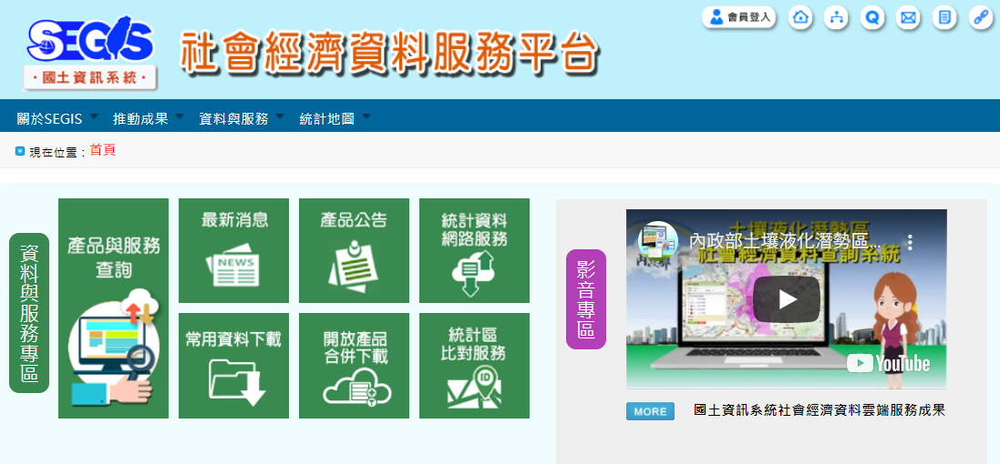 會員登入
SEGIS
·國土資訊系統·
社會經濟資料服務平台
關於SEGIS
推動成果
資料與服務
統計地圖
現在位置：首頁
資料與服務專區
產品與服務
查詢
最新消息
NEWS
產品公告
統計資料
網路服務
常用資料下載
開放產品
合併下載
統計區
比對服務
ID
影音專區
土壤液化潛勢區
內政部土壤液化潛勢區...
社會經濟資料查詢系統
YouTube
MORE
國土資訊系統社會經濟資料雲端服務成果